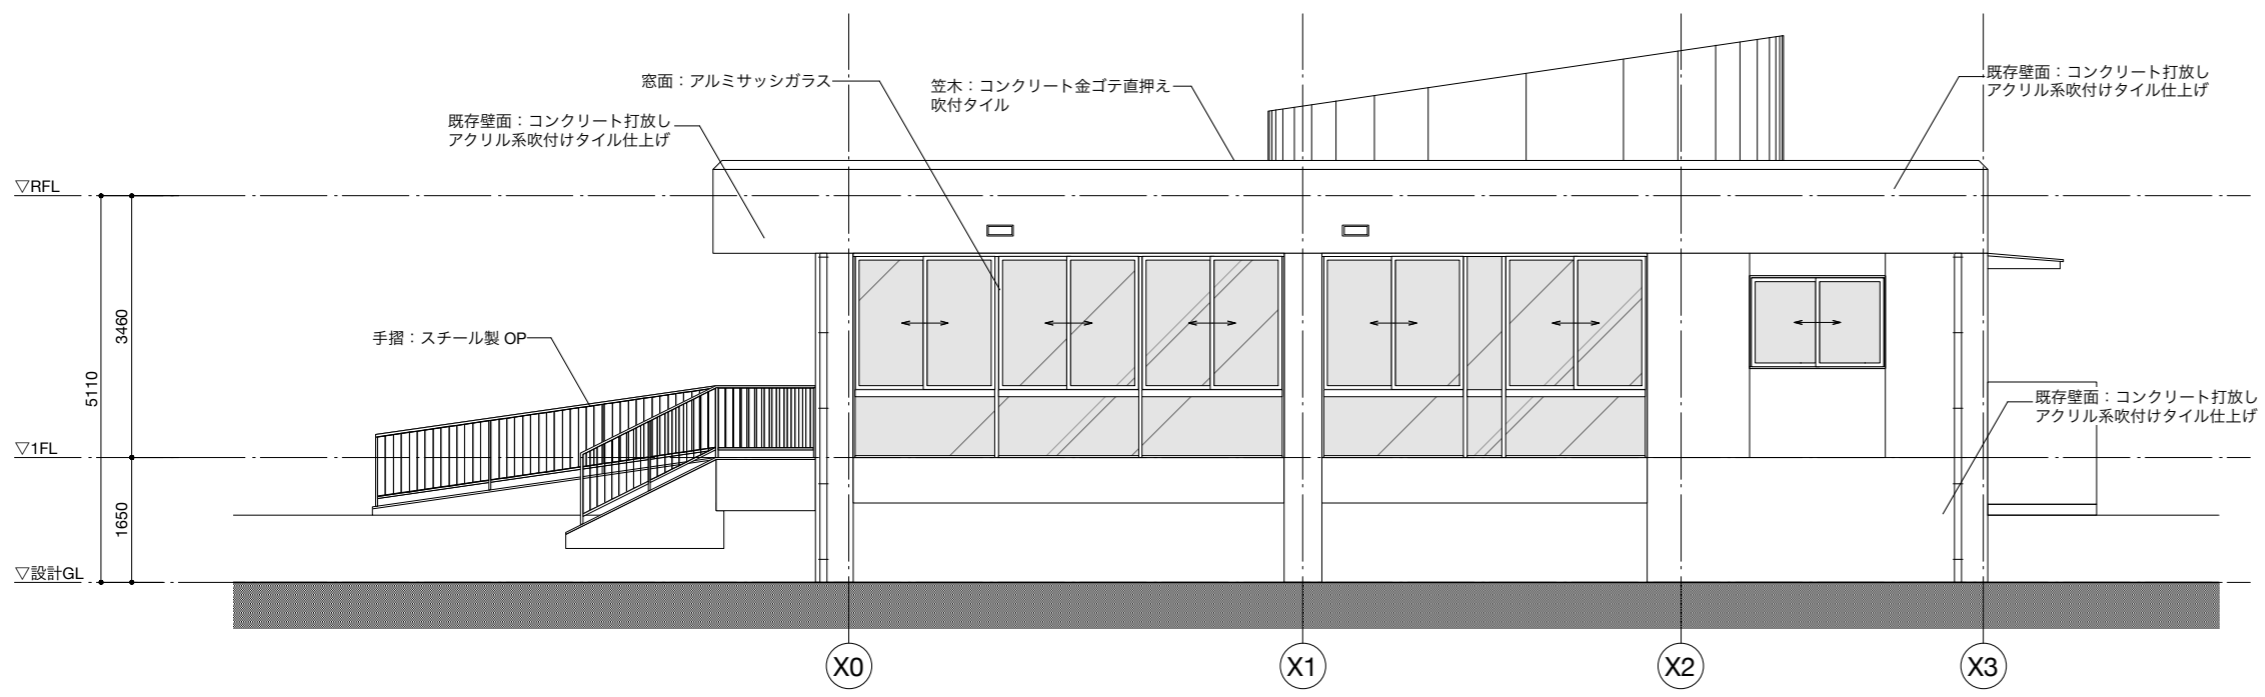 窓面：アルミサッシガラス
笠木：コンクリート金ゴテ直押え
吹付タイル
既存壁面：コンクリート打放し
アクリル系吹付けタイル仕上げ
既存壁面：コンクリート打放し
アクリル系吹付けタイル仕上げ
▽RFL
手摺：スチール製 OP
3460
5110
既存壁面：コンクリート打放し
アクリル系吹付けタイル仕上げ
▽1FL
1650
▽設計GL
X0
X1
X2
X3